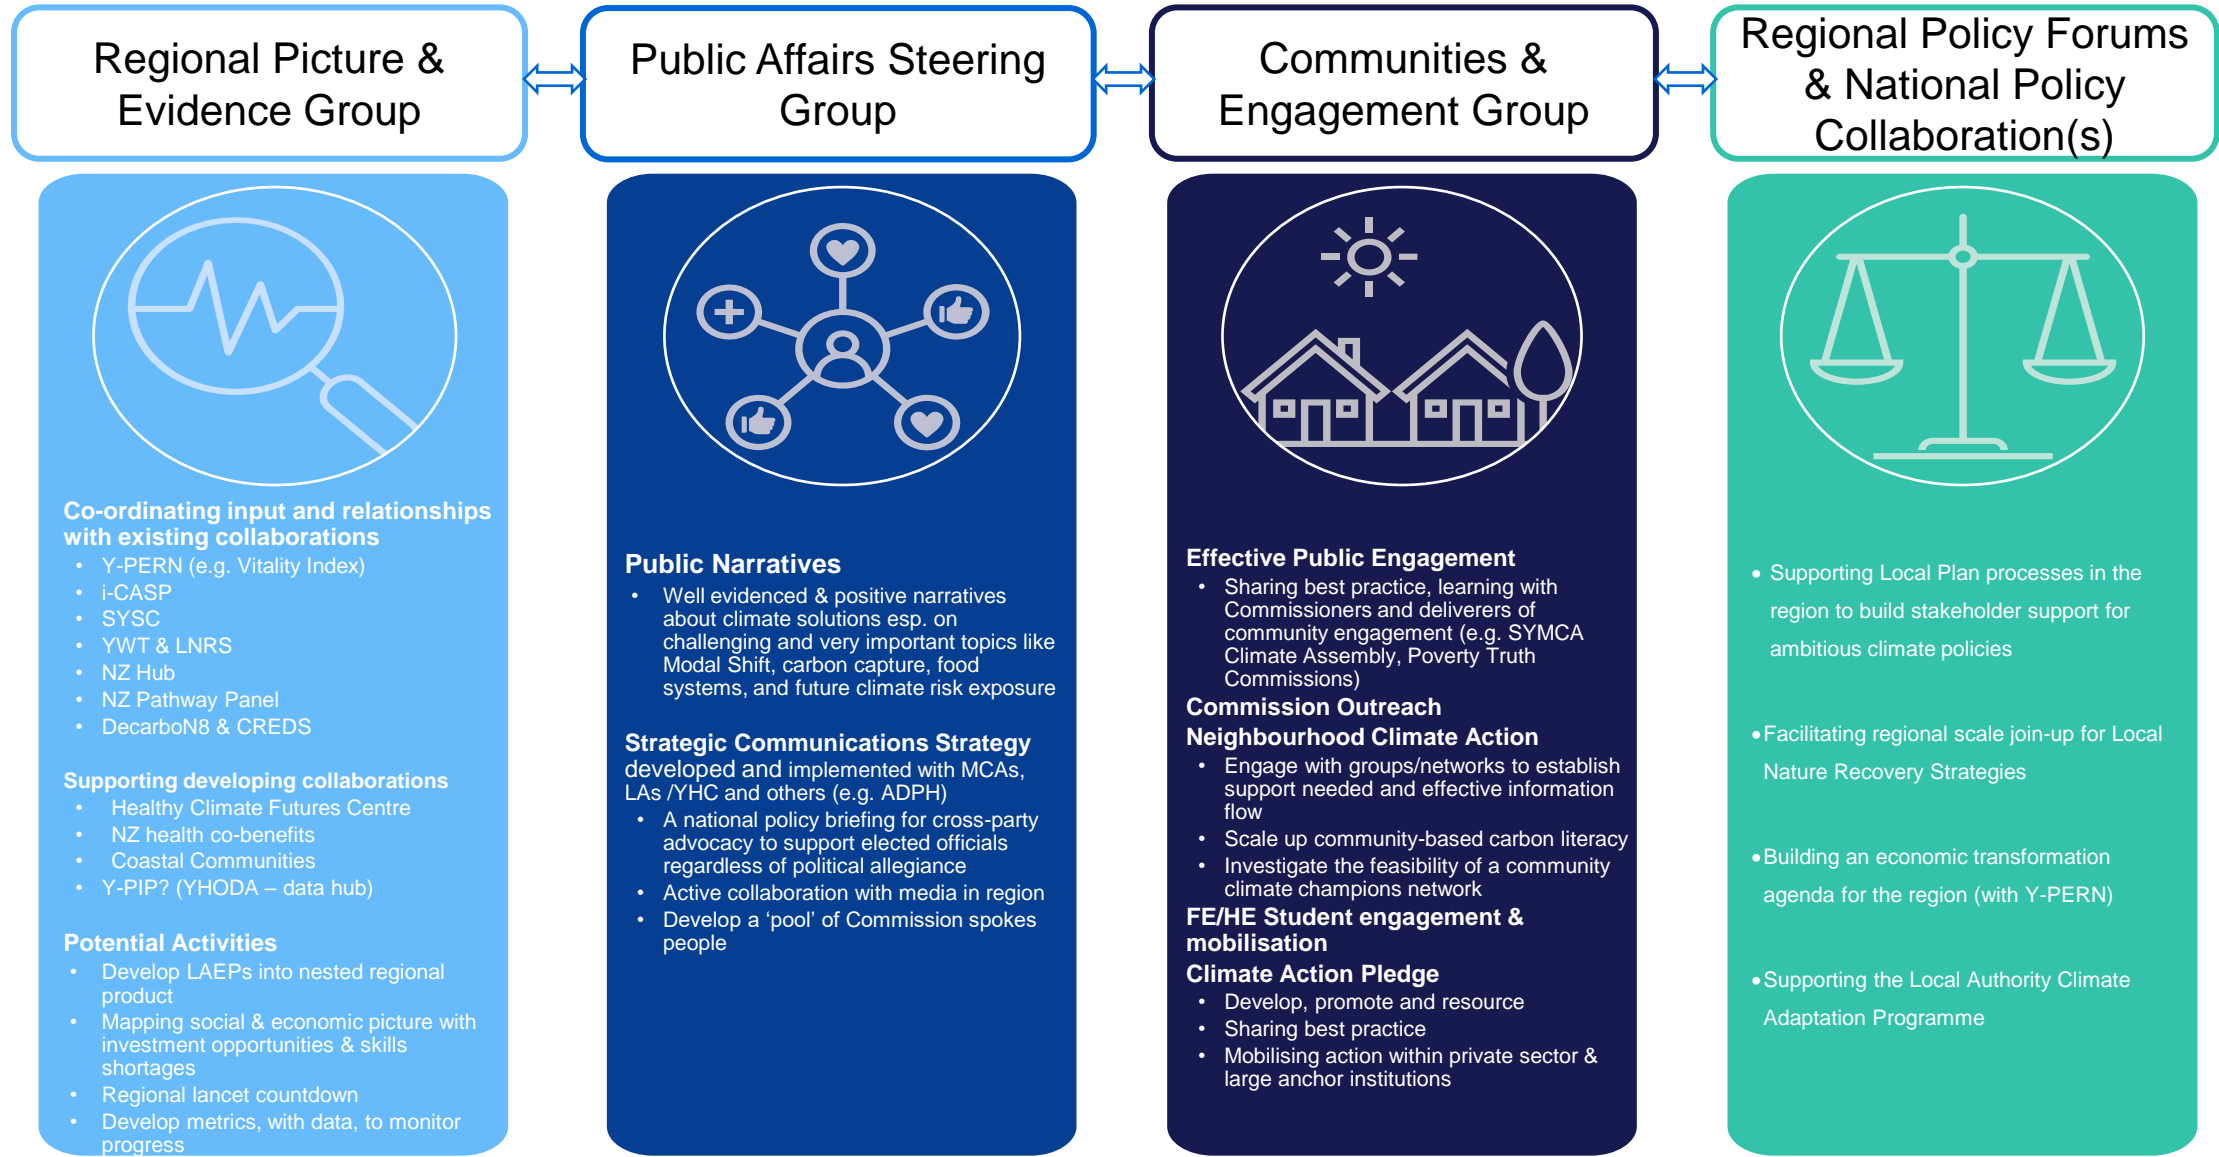 Regional Picture &
Evidence Group
Public Affairs Steering
Group
Communities &
Engagement Group
Regional Policy Forums
& National Policy
Collaboration(s)
Co-ordinating input and relationships
with existing collaborations
• Y-PERN (e.g. Vitality Index)
• i-CASP
• SYSC
• YWT & LNRS
• NZ Hub
• NZ Pathway Panel
• DecarboN8 & CREDS
Supporting developing collaborations
• Healthy Climate Futures Centre
• NZ health co-benefits
• Coastal Communities
• Y-PIP? (YHODA – data hub)
Potential Activities
• Develop LAEPs into nested regional
product
• Mapping social & economic picture with
investment opportunities & skills
shortages
• Regional lancet countdown
• Develop metrics, with data, to monitor
progress
Public Narratives
• Well evidenced & positive narratives
about climate solutions esp. on
challenging and very important topics like
Modal Shift, carbon capture, food
systems, and future climate risk exposure
Strategic Communications Strategy
developed and implemented with MCAs,
LAs /YHC and others (e.g. ADPH)
• A national policy briefing for cross-party
advocacy to support elected officials
regardless of political allegiance
• Active collaboration with media in region
• Develop a ‘pool’ of Commission spokes
people
Effective Public Engagement
• Sharing best practice, learning with
Commissioners and deliverers of
community engagement (e.g. SYMCA
Climate Assembly, Poverty Truth
Commissions)
Commission Outreach
Neighbourhood Climate Action
• Engage with groups/networks to establish
support needed and effective information
flow
• Scale up community-based carbon literacy
• Investigate the feasibility of a community
climate champions network
FE/HE Student engagement &
mobilisation
Climate Action Pledge
• Develop, promote and resource
• Sharing best practice
• Mobilising action within private sector &
large anchor institutions
• Supporting Local Plan processes in the
region to build stakeholder support for
ambitious climate policies
• Facilitating regional scale join-up for Local
Nature Recovery Strategies
• Building an economic transformation
agenda for the region (with Y-PERN)
• Supporting the Local Authority Climate
Adaptation Programme